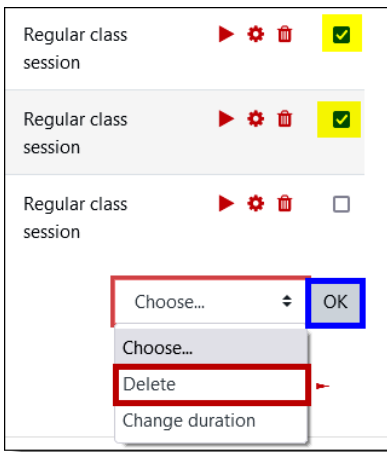 Regular class
session
Regular class
session
Regular class
session
Choose...
OK
Choose...
Delete
Change duration